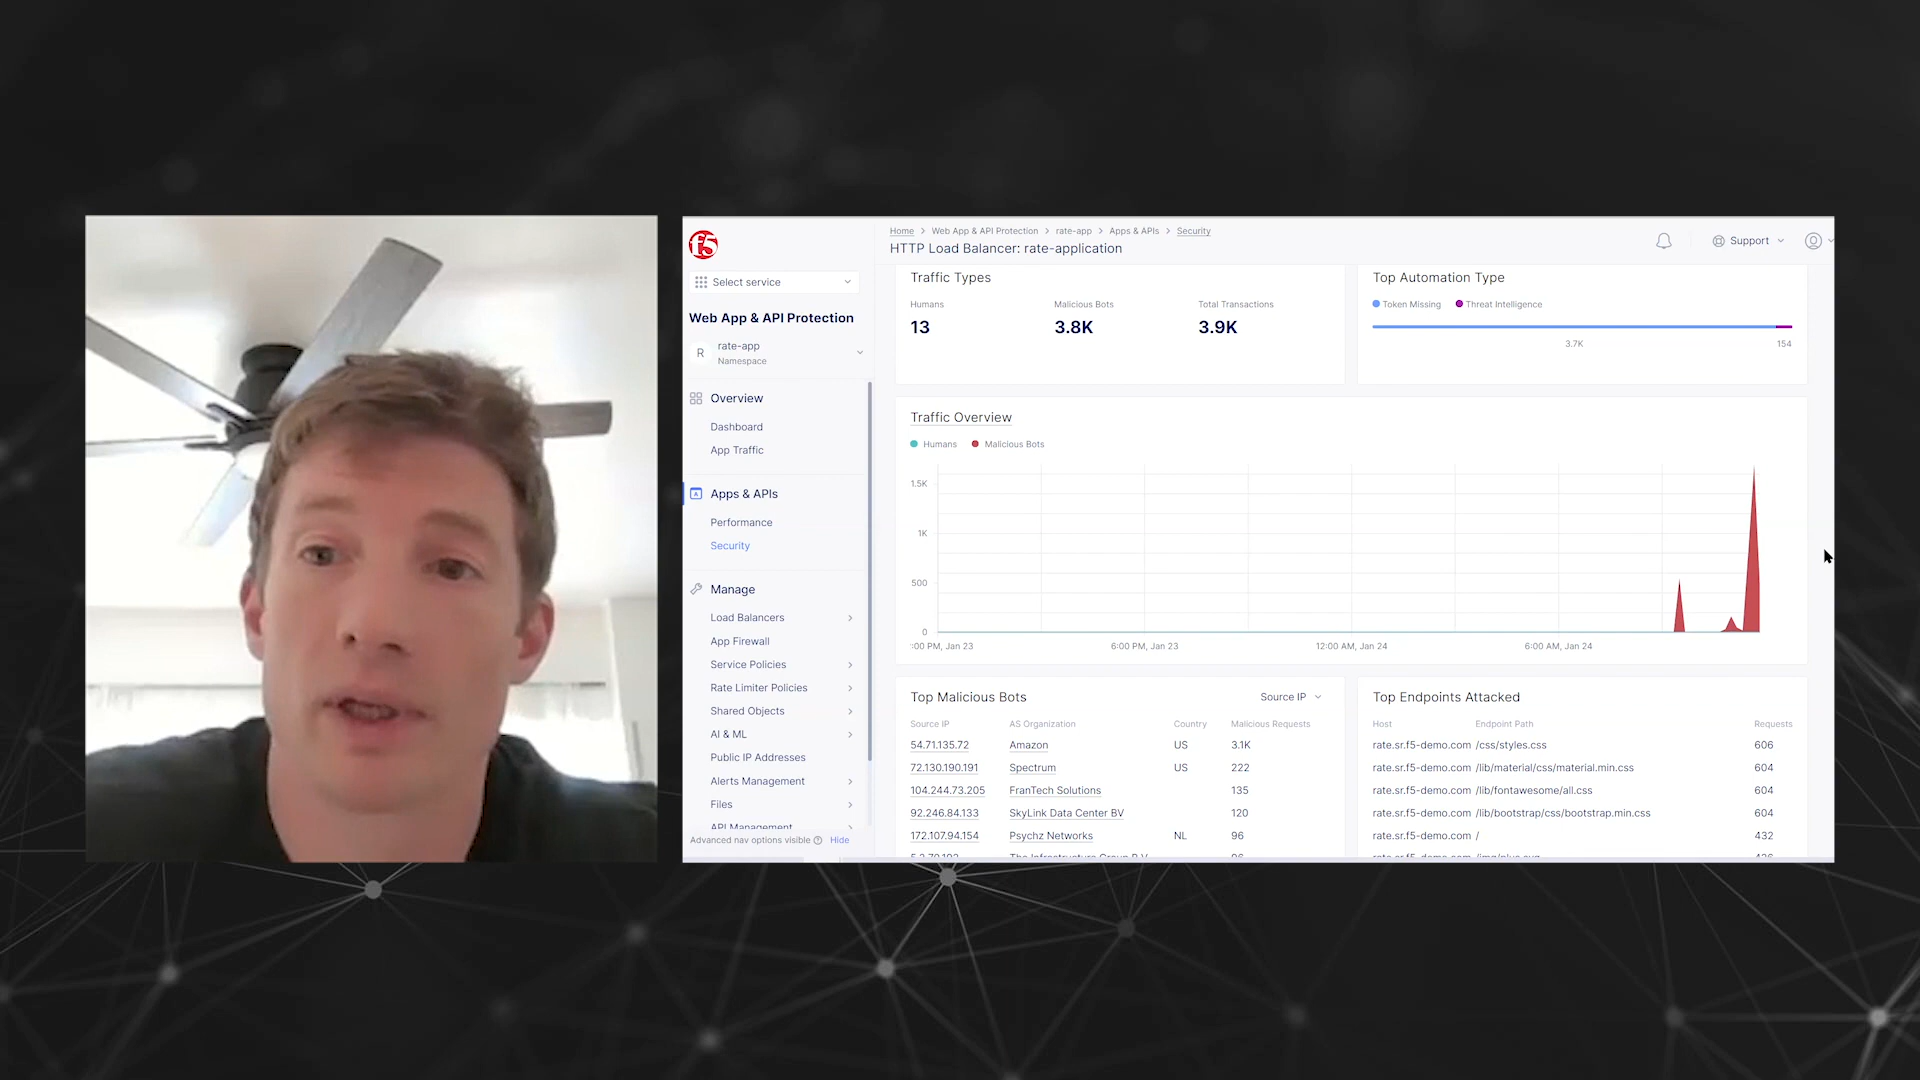 f5
Select service
Web App & API Protection
R
rate-app
Namespace
Overview
Dashboard
App Traffic
Apps & APIs
Performance
Security
Manage
Load Balancers
App Firewall
Service Policies
Rate Limiter Policies
Shared Objects
AI & ML
Public IP Addresses
Alerts Management
Files
API Management
Advanced nav options visible Hide
Home > Web App & API Protection > rate-app > Apps & APIs > Security
HTTP Load Balancer: rate-application
Support
Traffic Types
Humans Malicious Bots Total Transactions
13 3.8K 3.9K
Top Automation Type
Token Missing Threat Intelligence
3.7K 154
Traffic Overview
Humans Malicious Bots
1.5K
1K
500
0
:00 PM, Jan 23 6:00 PM, Jan 23 12:00 AM, Jan 24 6:00 AM, Jan 24
Top Malicious Bots Source IP
Source IP AS Organization Country Malicious Requests
54.71.135.72 Amazon US 3.1K
72.130.190.191 Spectrum US 222
104.244.73.205 FranTech Solutions 135
92.246.84.133 SkyLink Data Center BV 120
172.107.94.154 Psychz Networks NL 96
Top Endpoints Attacked
Host Endpoint Path Requests
rate.sr.f5-demo.com /css/styles.css 606
rate.sr.f5-demo.com /lib/material/css/material.min.css 604
rate.sr.f5-demo.com /lib/fontawesome/all.css 604
rate.sr.f5-demo.com /lib/bootstrap/css/bootstrap.min.css 604
rate.sr.f5-demo.com / 432